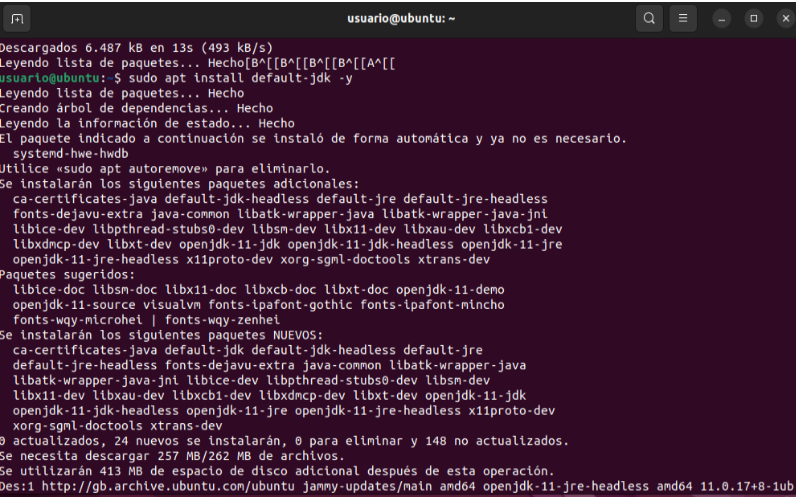 usuario@ubuntu: ~
Descargados 6.487 kB en 13s (493 kB/s)
Leyendo lista de paquetes... Hecho[B^[[B^[[B^[[B^[[A^[[
usuario@ubuntu:~$ sudo apt install default-jdk -y
Leyendo lista de paquetes... Hecho
Creando árbol de dependencias... Hecho
Leyendo la información de estado... Hecho
El paquete indicado a continuación se instaló de forma automática y ya no es necesario.
  systemd-hwe-hwdb
Utilice «sudo apt autoremove» para eliminarlo.
Se instalarán los siguientes paquetes adicionales:
  ca-certificates-java default-jdk-headless default-jre default-jre-headless
  fonts-dejavu-extra java-common libatk-wrapper-java libatk-wrapper-java-jni
  libice-dev libpthread-stubs0-dev libsm-dev libx11-dev libxau-dev libxcb1-dev
  libxdmcp-dev libxt-dev openjdk-11-jdk openjdk-11-jdk-headless openjdk-11-jre
  openjdk-11-jre-headless x11proto-dev xorg-sgml-doctools xtrans-dev
Paquetes sugeridos:
  libice-doc libsm-doc libx11-doc libxcb-doc libxt-doc openjdk-11-demo
  openjdk-11-source visualvm fonts-ipafont-gothic fonts-ipafont-mincho
  fonts-wqy-microhei | fonts-wqy-zenhei
Se instalarán los siguientes paquetes NUEVOS:
  ca-certificates-java default-jdk default-jdk-headless default-jre
  default-jre-headless fonts-dejavu-extra java-common libatk-wrapper-java
  libatk-wrapper-java-jni libice-dev libpthread-stubs0-dev libsm-dev
  libx11-dev libxau-dev libxcb1-dev libxdmcp-dev libxt-dev openjdk-11-jdk
  openjdk-11-jdk-headless openjdk-11-jre openjdk-11-jre-headless x11proto-dev
  xorg-sgml-doctools xtrans-dev
0 actualizados, 24 nuevos se instalarán, 0 para eliminar y 148 no actualizados.
Se necesita descargar 257 MB/262 MB de archivos.
Se utilizarán 413 MB de espacio de disco adicional después de esta operación.
Des:1 http://gb.archive.ubuntu.com/ubuntu jammy-updates/main amd64 openjdk-11-jre-headless amd64 11.0.17+8-1ub